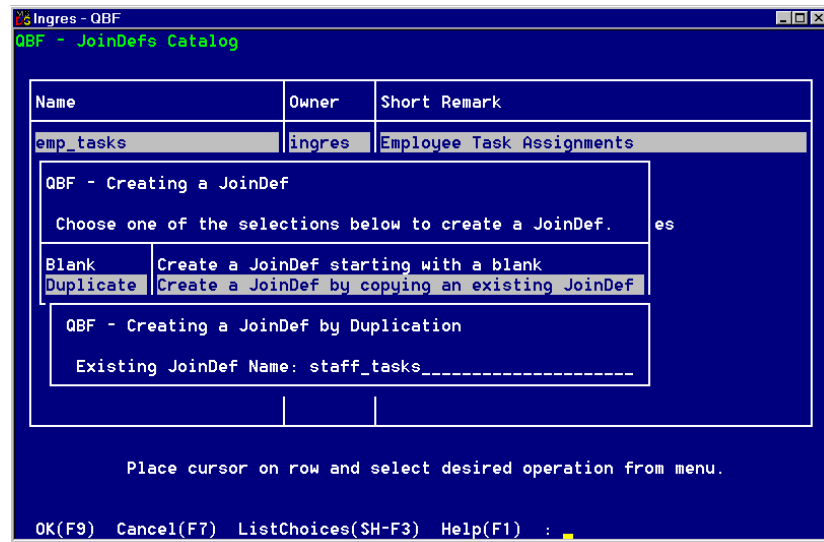 Ingres - QBF
QBF - JoinDefs Catalog
Name Owner Short Remark
emp_tasks ingres Employee Task Assignments
QBF - Creating a JoinDef
Choose one of the selections below to create a JoinDef. es
Blank Create a JoinDef starting with a blank
Duplicate Create a JoinDef by copying an existing JoinDef
QBF - Creating a JoinDef by Duplication
Existing JoinDef Name: staff_tasks_____________________
Place cursor on row and select desired operation from menu.
OK(F9) Cancel(F7) ListChoices(SH-F3) Help(F1) : _